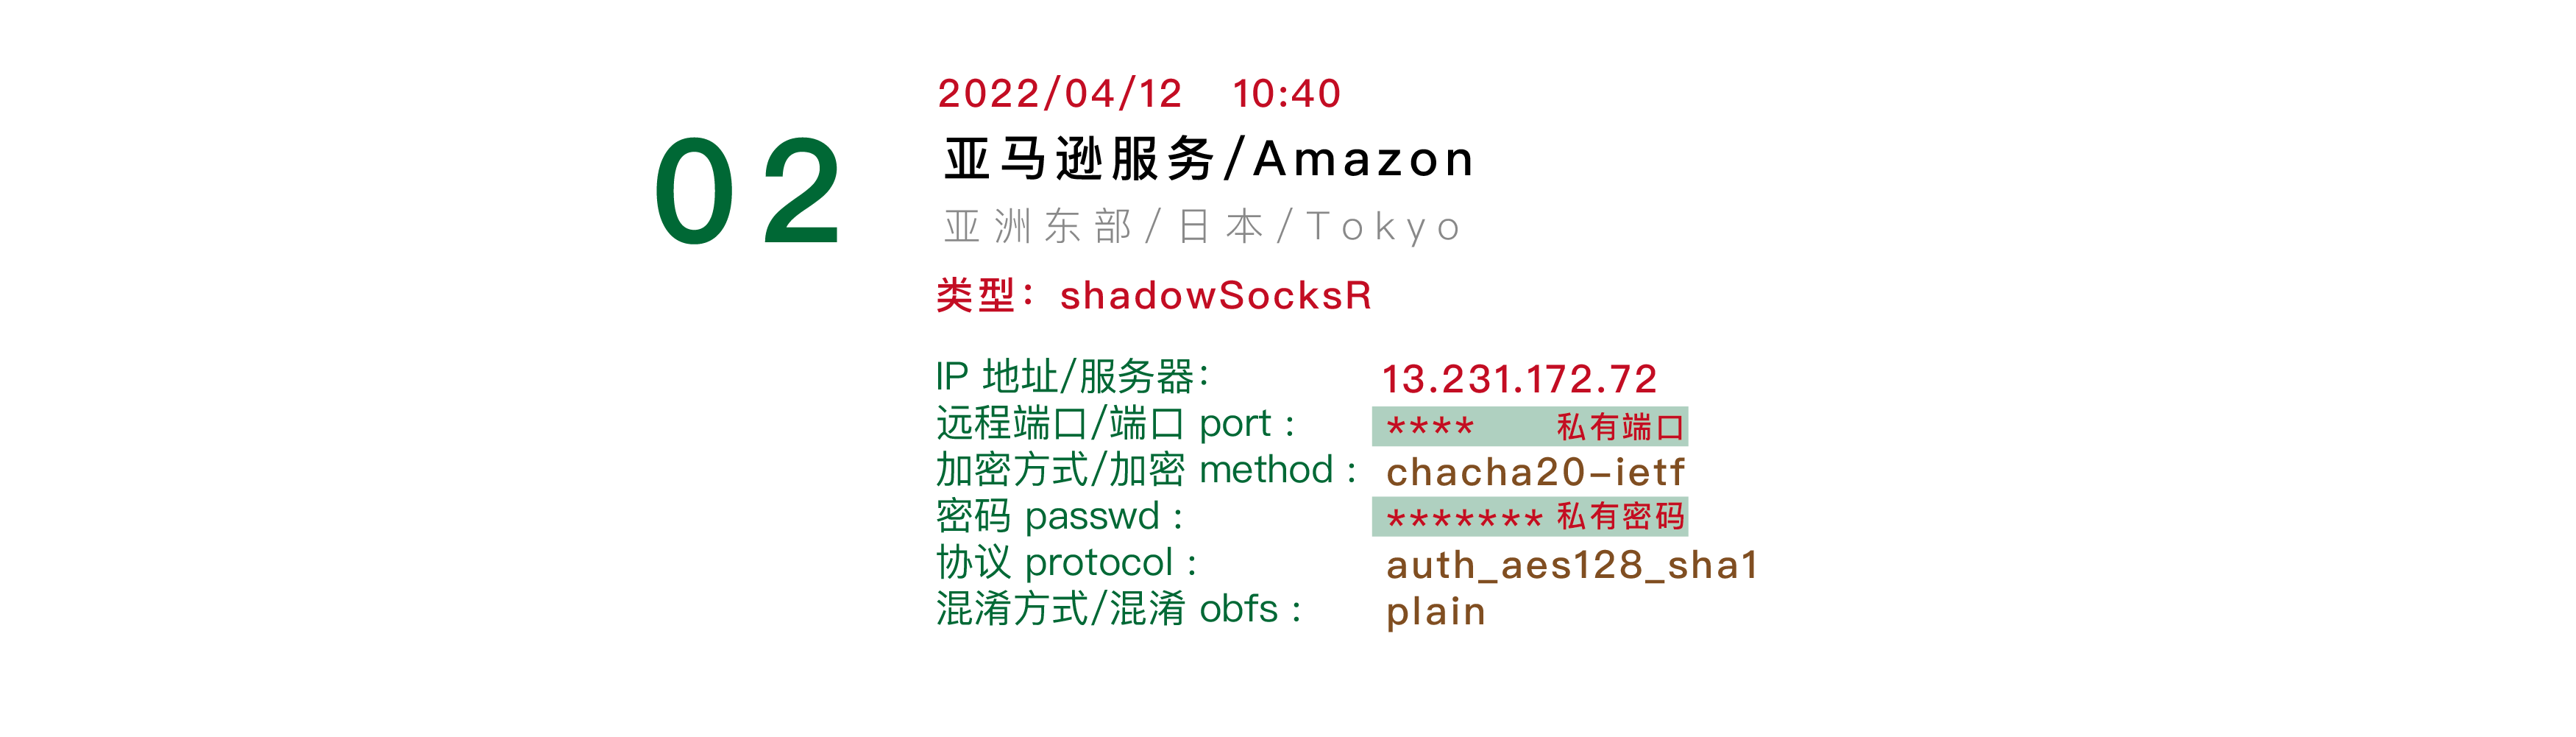 02
2022/04/12 10:40
亚马逊服务/Amazon
亚洲东部/日本/Tokyo
类型：shadowSocksR
IP 地址/服务器： 13.231.172.72
远程端口/端口 port： **** 私有端口
加密方式/加密 method： chacha20-ietf
密码 passwd： ******* 私有密码
协议 protocol： auth_aes128_sha1
混淆方式/混淆 obfs： plain